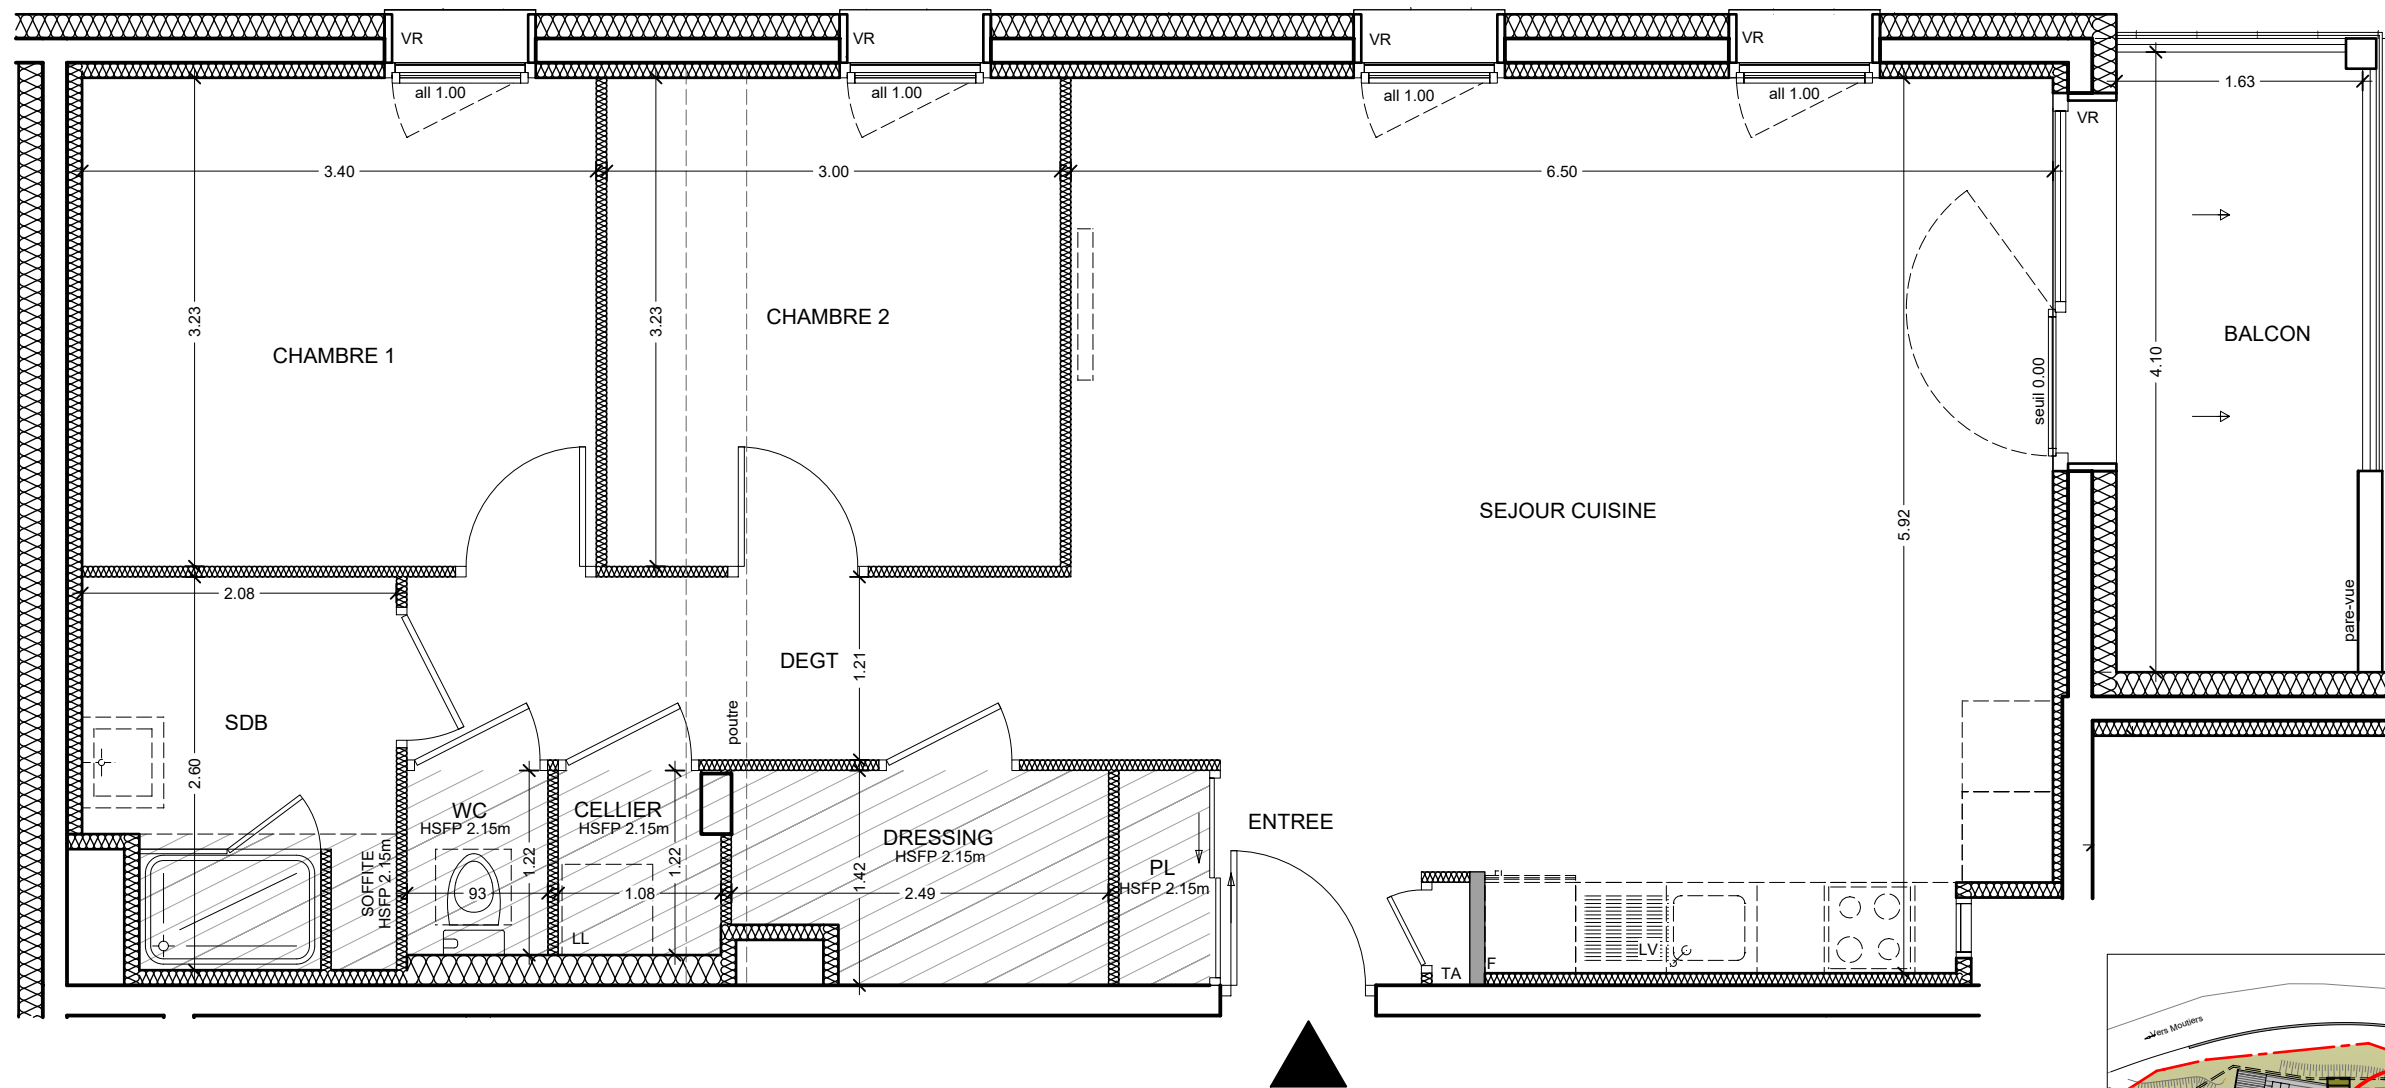 VR
VR
VR
VR
all 1.00
all 1.00
all 1.00
all 1.00
1.63
VR
3.40
3.00
6.50
3.23
3.23
CHAMBRE 1
CHAMBRE 2
BALCON
4.10
seuil 0.00
SEJOUR CUISINE
5.92
2.08
pare-vue
DEGT
1.21
SDB
poutre
2.60
WC
HSFP 2.15m
CELLIER
HSFP 2.15m
DRESSING
HSFP 2.15m
ENTREE
PL
HSFP 2.15m
SOFFITE
HSFP 2.15m
1.22
1.22
1.42
93
1.08
2.49
LL
LV
TA
F
Vers Moutiers